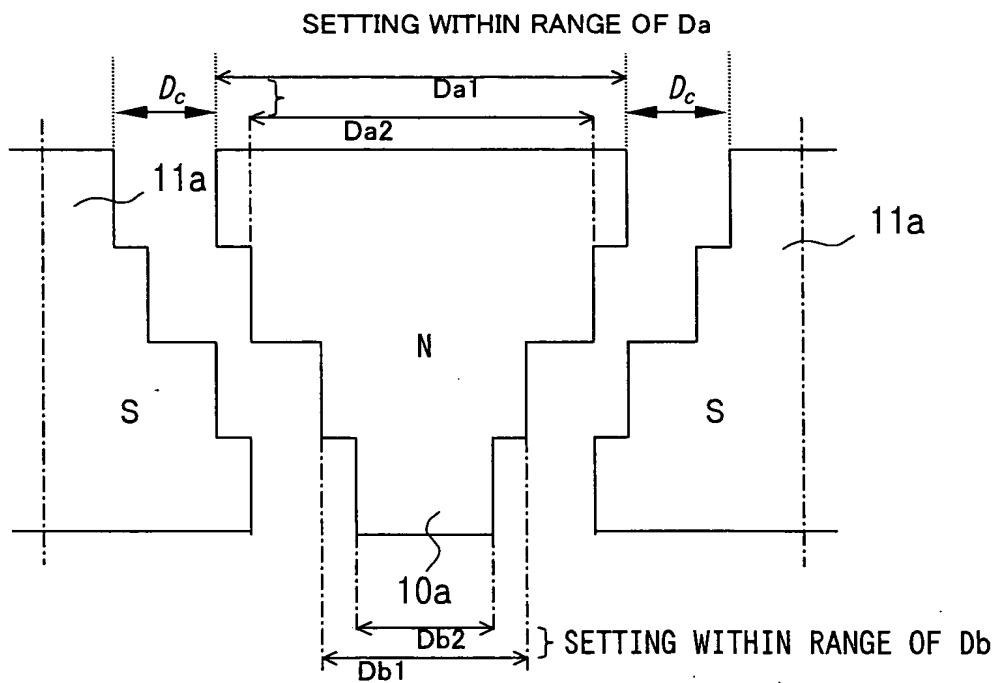 SETTING WITHIN RANGE OF Da
Dc
Da1
Dc
Da2
11a
11a
N
S
S
10a
Db2
SETTING WITHIN RANGE OF Db
Db1